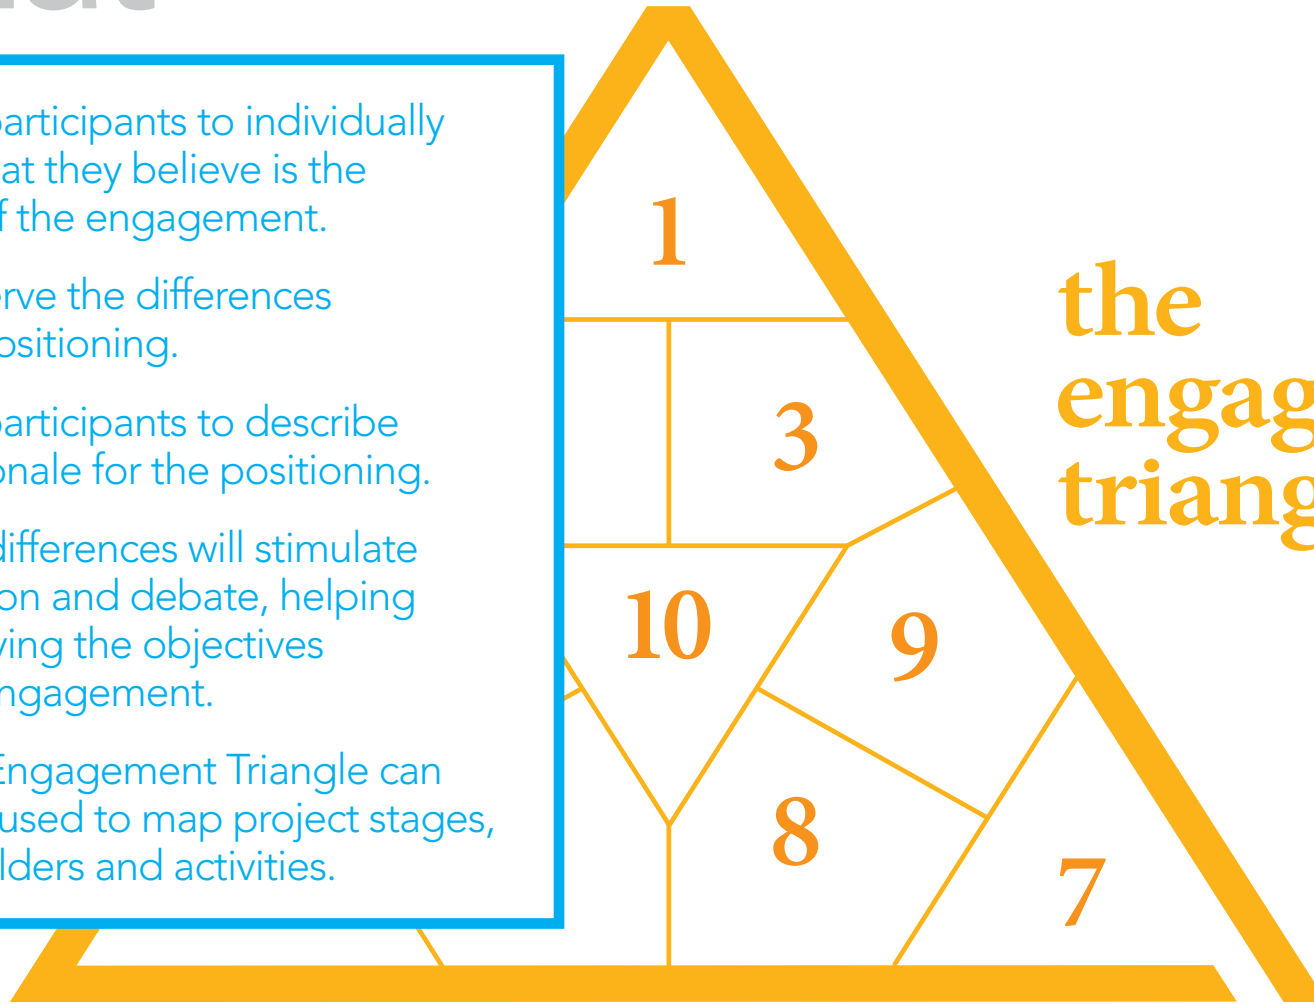 articipants to individually
at they believe is the
f the engagement.
rve the differences
ositioning.
articipants to describe
onale for the positioning.
differences will stimulate
on and debate, helping
ving the objectives
ngagement.
Engagement Triangle can
used to map project stages,
lders and activities.
1
3
10
9
8
7
the
engag
triang